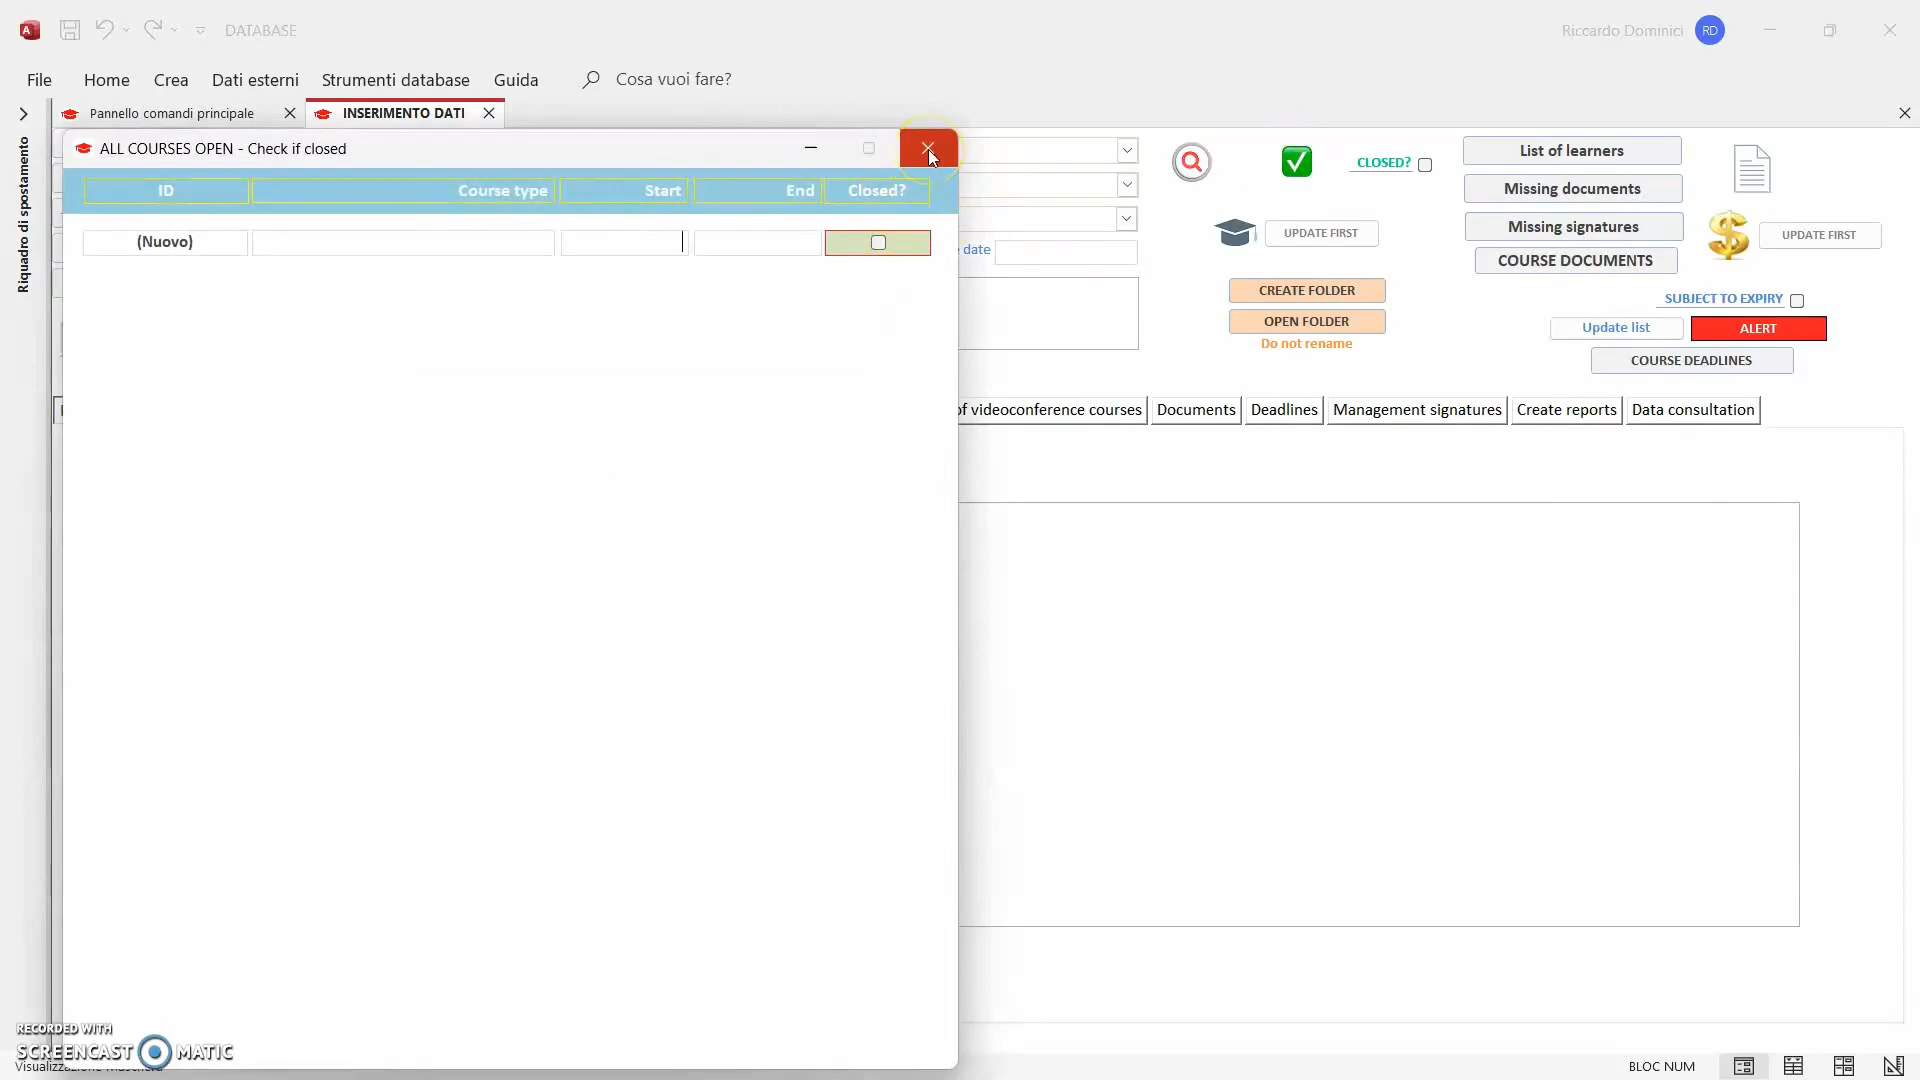 DATABASE
Riccardo Dominici
RD
File
Home
Crea
Dati esterni
Strumenti database
Guida
Cosa vuoi fare?
Pannello comandi principale
INSERIMENTO DATI
Riquadro di spostamento
ALL COURSES OPEN - Check if closed
ID
Course type
Start
End
Closed?
(Nuovo)
CLOSED?
List of learners
Missing documents
Missing signatures
COURSE DOCUMENTS
UPDATE FIRST
UPDATE FIRST
date
CREATE FOLDER
OPEN FOLDER
Do not rename
SUBJECT TO EXPIRY
Update list
ALERT
COURSE DEADLINES
of videoconference courses
Documents
Deadlines
Management signatures
Create reports
Data consultation
RECORDED WITH
SCREENCAST MATIC
Visualizzazione Maschera
BLOC NUM